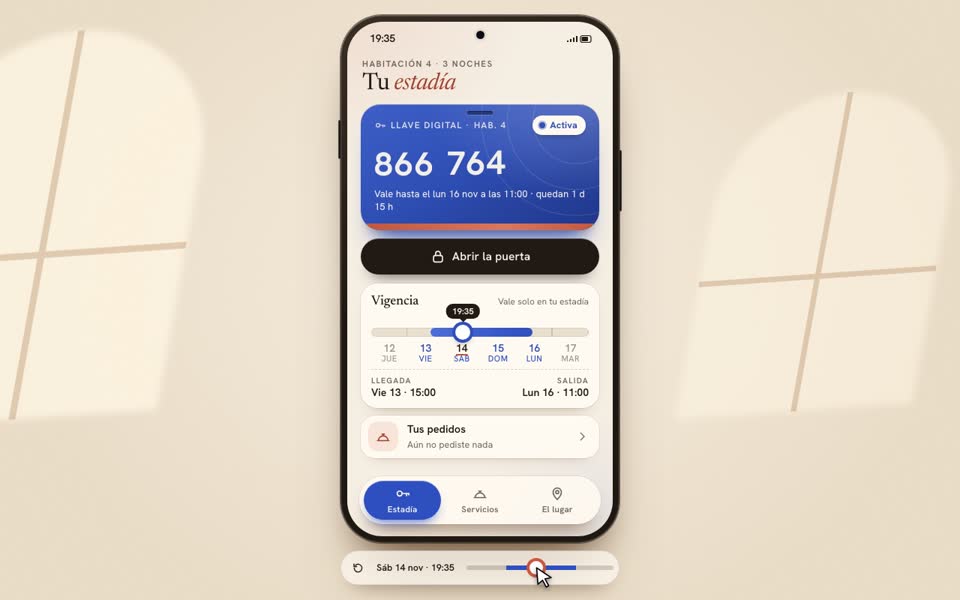 19:35
HABITACIÓN 4 · 3 NOCHES
Tu estadía
LLAVE DIGITAL · HAB. 4
Activa
866 764
Vale hasta el lun 16 nov a las 11:00 · quedan 1 d
15 h
Abrir la puerta
Vigencia
Vale solo en tu estadía
19:35
12 13 14 15 16 17
JUE VIE SÁB DOM LUN MAR
LLEGADA
SALIDA
Vie 13 · 15:00
Lun 16 · 11:00
Tus pedidos
Aún no pediste nada
Estadía
Servicios
El lugar
Sáb 14 nov · 19:35